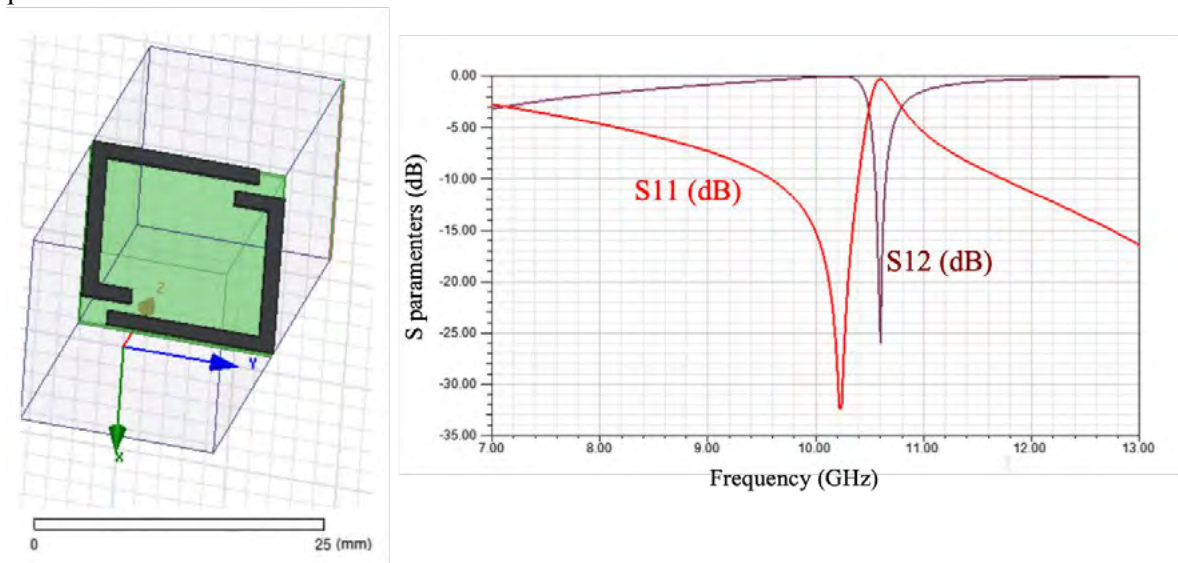 Z
Y
X
0
25 (mm)
S paramenters (dB)
0.00
-5.00
-10.00
-15.00
-20.00
-25.00
-30.00
-35.00
S11 (dB)
S12 (dB)
7.00 8.00 9.00 10.00 11.00 12.00 13.00
Frequency (GHz)